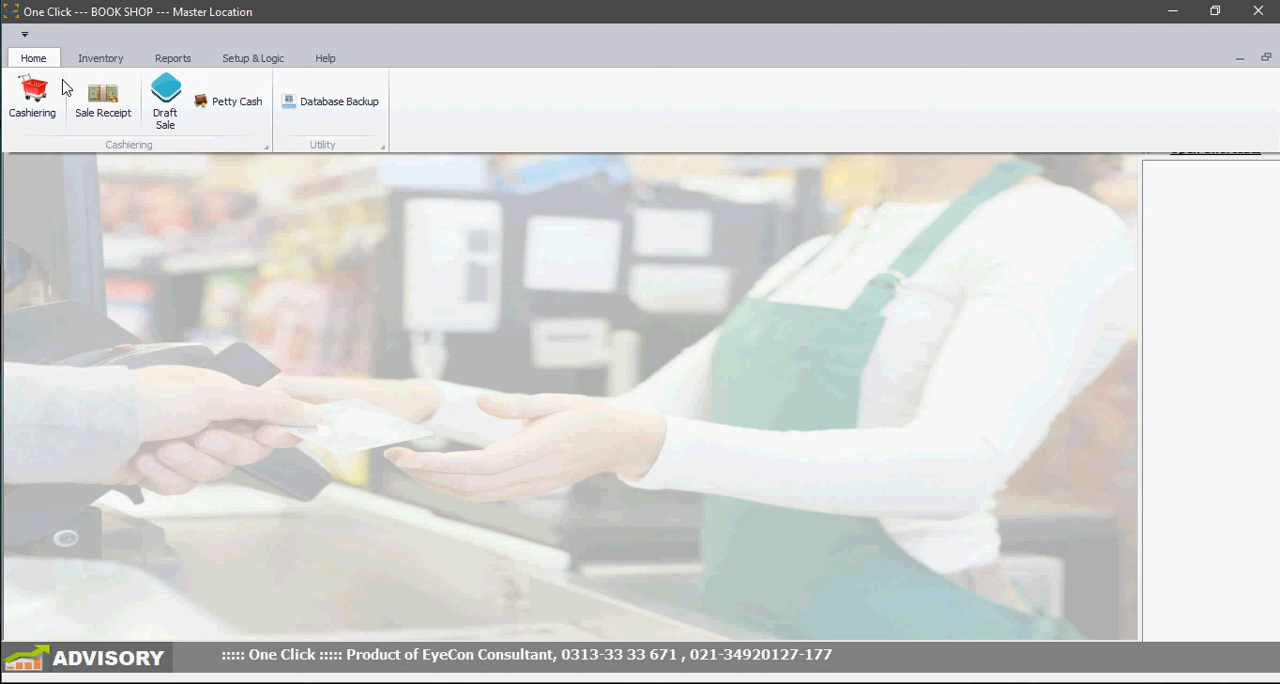 One Click --- BOOK SHOP --- Master Location
Home Inventory Reports Setup & Logic Help
Cashiering Sale Receipt Draft Sale Petty Cash Database Backup
Cashiering Utility
ADVISORY ::::: One Click ::::: Product of EyeCon Consultant, 0313-33 33 671 , 021-34920127-177